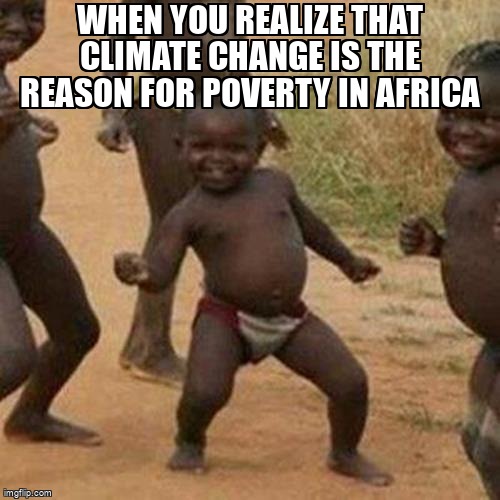 WHEN YOU REALIZE THAT
CLIMATE CHANGE IS THE
REASON FOR POVERTY IN AFRICA
imgflip.com